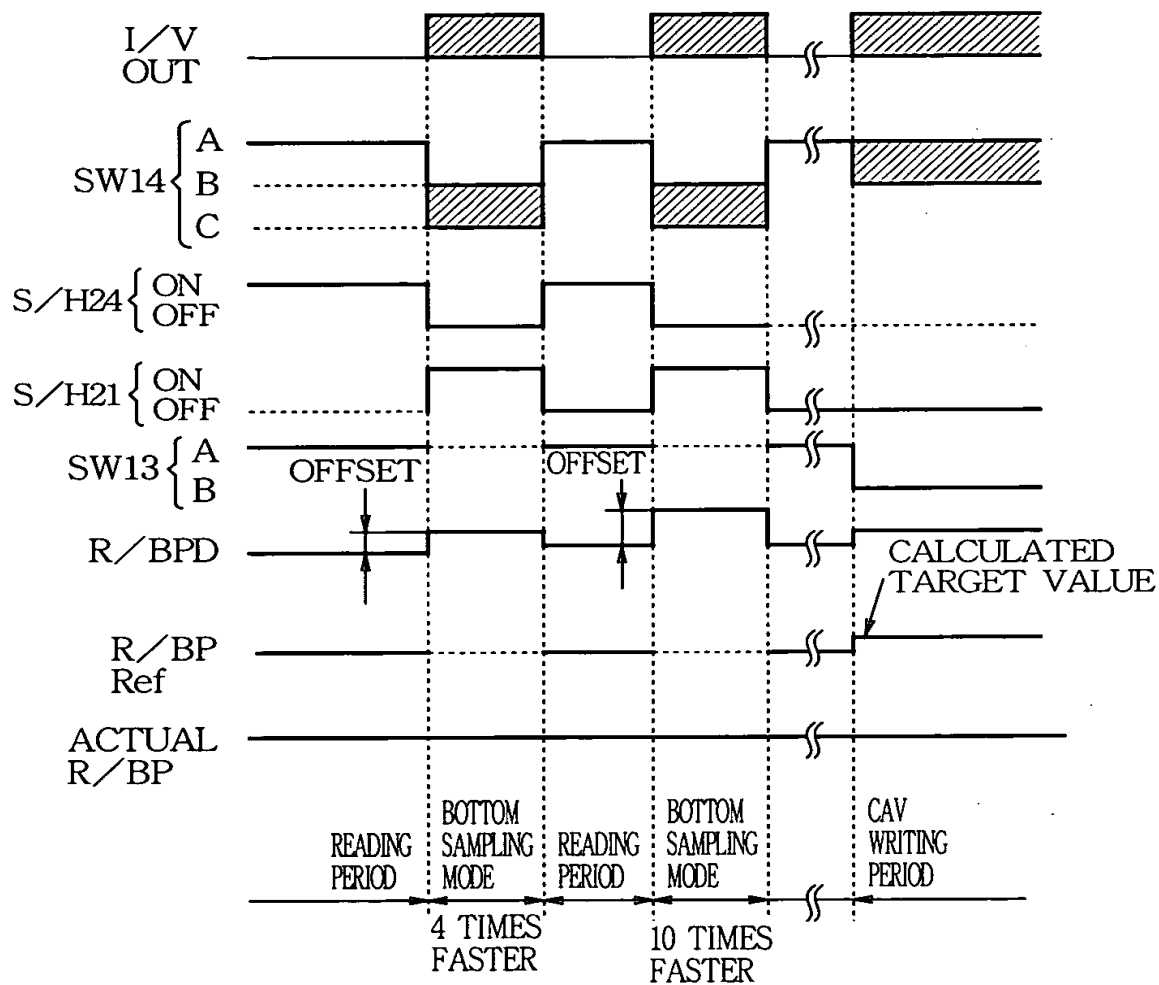 I/V
OUT
SW14
A
B
C
S/H24
ON
OFF
S/H21
ON
OFF
SW13
A
B
OFFSET
OFFSET
R/BPD
CALCULATED
TARGET VALUE
R/BP
Ref
ACTUAL
R/BP
READING
PERIOD
BOTTOM
SAMPLING
MODE
READING
PERIOD
BOTTOM
SAMPLING
MODE
CAV
WRITING
PERIOD
4 TIMES
FASTER
10 TIMES
FASTER